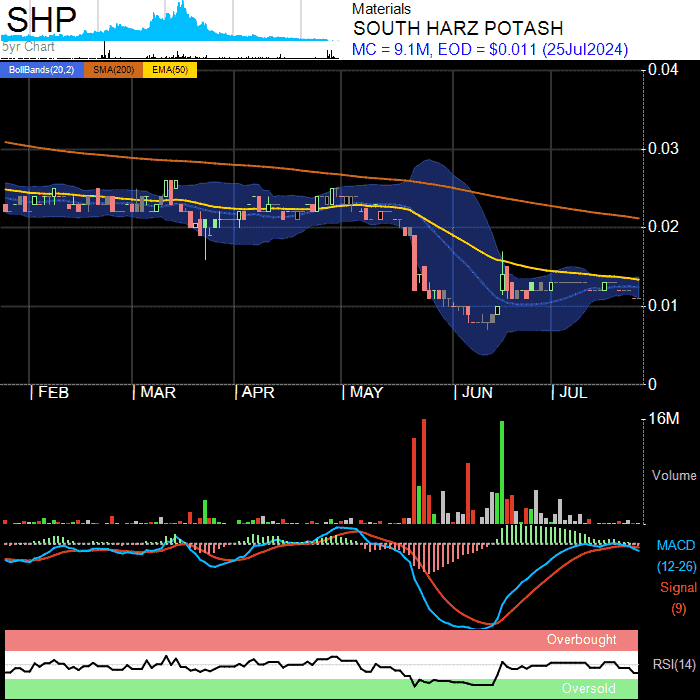 SHP
5yr Chart
Materials
SOUTH HARZ POTASH
MC = 9.1M, EOD = $0.011 (25Jul2024)
BollBands(20,2) SMA(200) EMA(50)
0.04
0.03
0.02
0.01
0
| FEB | MAR | APR | MAY | JUN | JUL
16M
Volume
MACD
(12-26)
Signal
(9)
Overbought
RSI(14)
Oversold